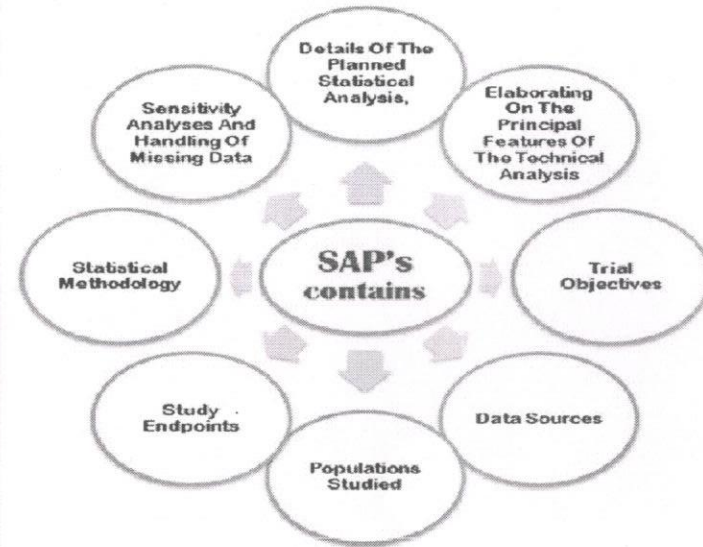 Details Of The
Planned
Statistical
Analysis,
Elaborating
On The
Principal
Features Of
The Technical
Analysis
Trial
Objectives
Data Sources
Populations
Studied
Study
Endpoints
Statistical
Methodology
Sensitivity
Analyses And
Handling Of
Missing Data
SAP's
contains